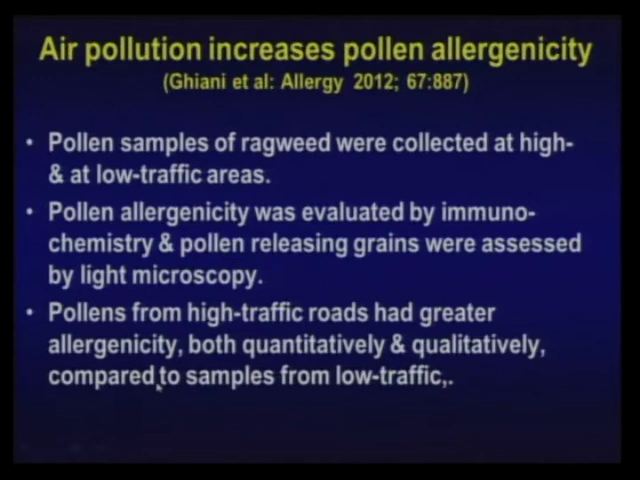 Air pollution increases pollen allergenicity
(Ghiani et al: Allergy 2012; 67:887)
• Pollen samples of ragweed were collected at high-
& at low-traffic areas.
• Pollen allergenicity was evaluated by immuno-
chemistry & pollen releasing grains were assessed
by light microscopy.
• Pollens from high-traffic roads had greater
allergenicity, both quantitatively & qualitatively,
compared to samples from low-traffic,.